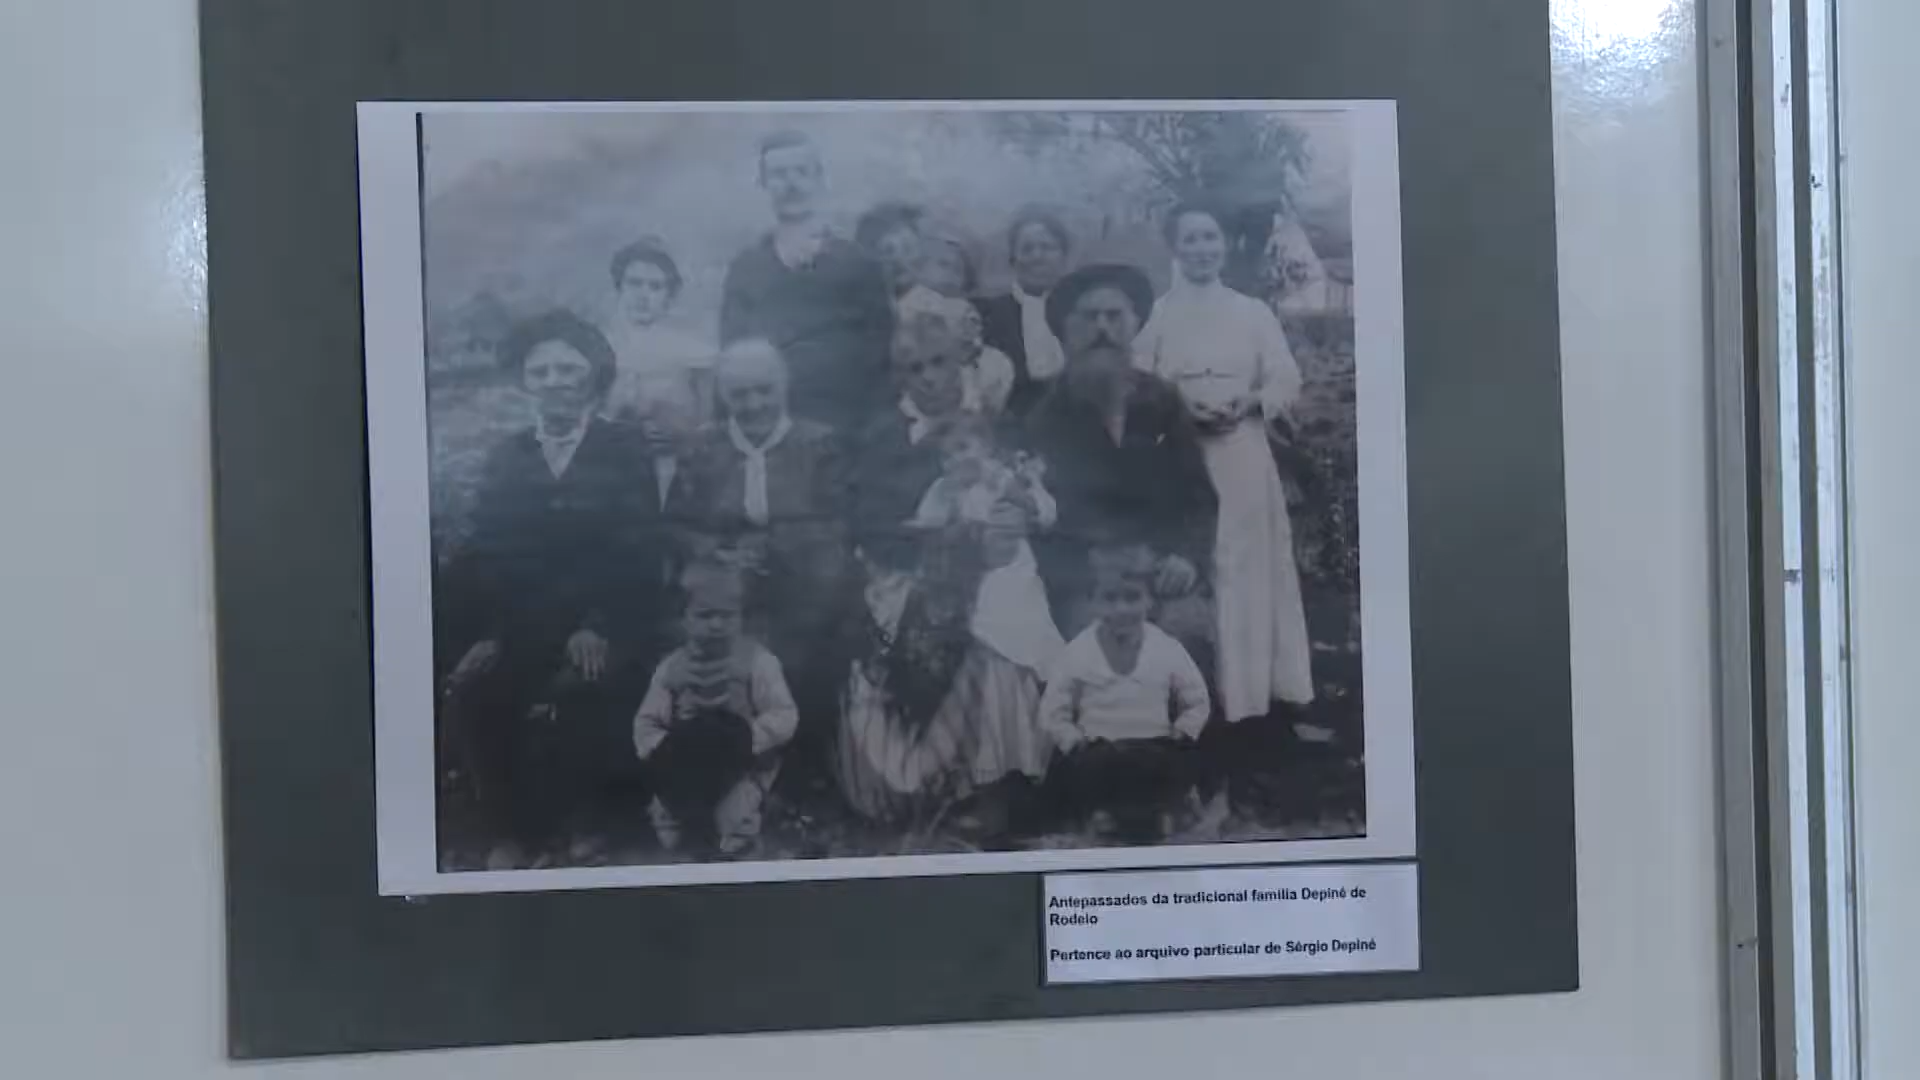 Antepassados da tradicional família Depiné de
Rodeio
Pertence ao arquivo particular de Sérgio Depiné